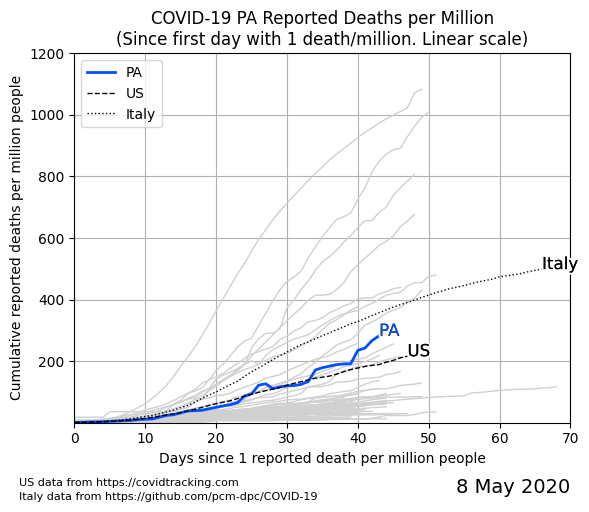 COVID-19 PA Reported Deaths per Million
(Since first day with 1 death/million. Linear scale)
Cumulative reported deaths per million people
1200
1000
800
600
400
200
PA
US
Italy
Italy
PA
US
0
10
20
30
40
50
60
70
Days since 1 reported death per million people
US data from https://covidtracking.com
Italy data from https://github.com/pcm-dpc/COVID-19
8 May 2020